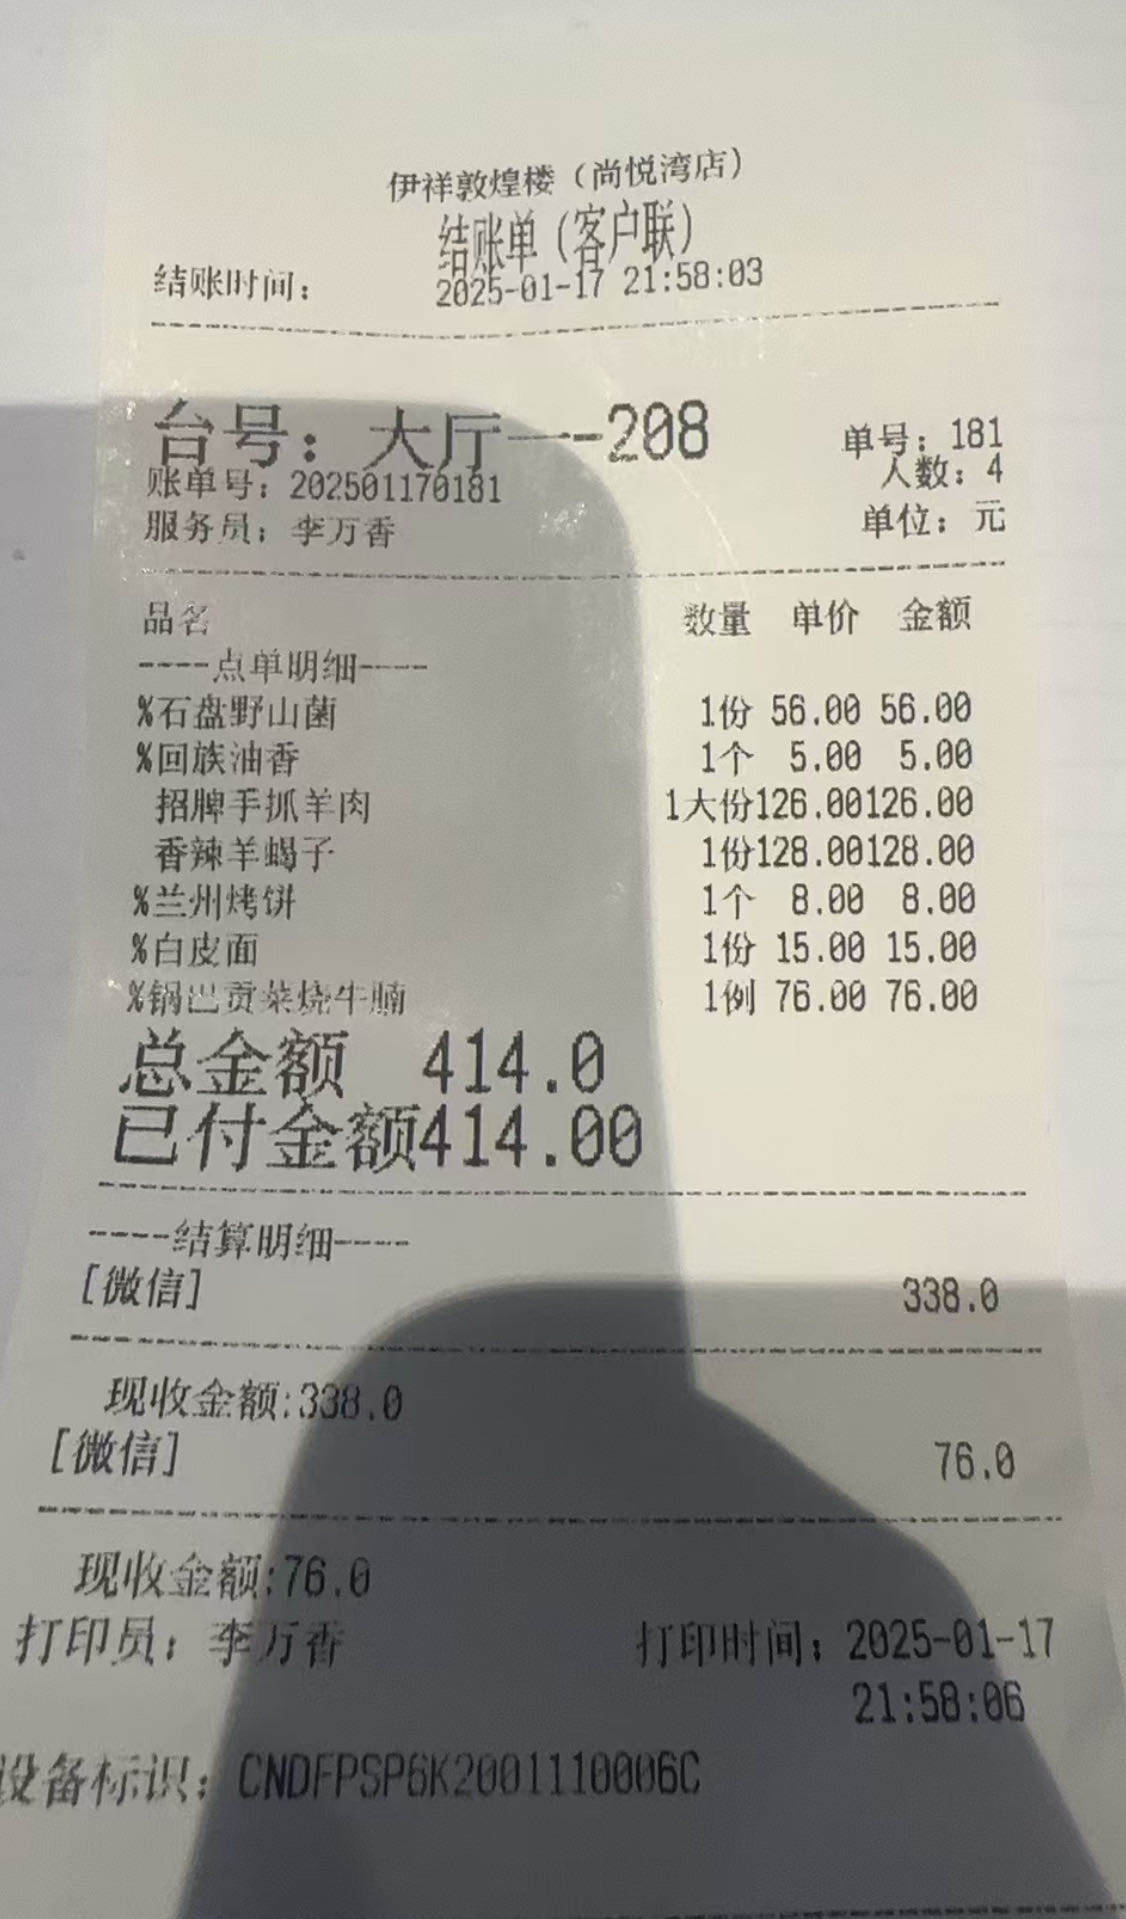 伊祥敦煌楼（尚悦湾店）
结账单（客户联）
结账时间： 2025-01-17 21:58:03
台号：大厅一--208 单号：181
账单号：202501170181 人数：4
服务员：李万香 单位：元
品名 数量 单价 金额
----点单明细----
%石盘野山菌 1份 56.00 56.00
%回族油香 1个 5.00 5.00
招牌手抓羊肉 1大份126.00126.00
香辣羊蝎子 1份128.00128.00
%兰州烤饼 1个 8.00 8.00
%白皮面 1份 15.00 15.00
%锅巴贡菜烧牛腩 1例 76.00 76.00
总金额 414.0
已付金额414.00
----结算明细----
[微信] 338.0
现收金额:338.0
[微信] 76.0
现收金额:76.0
打印员：李万香 打印时间：2025-01-17
21:58:06
设备标识：CNDFPSP6K2001110006C